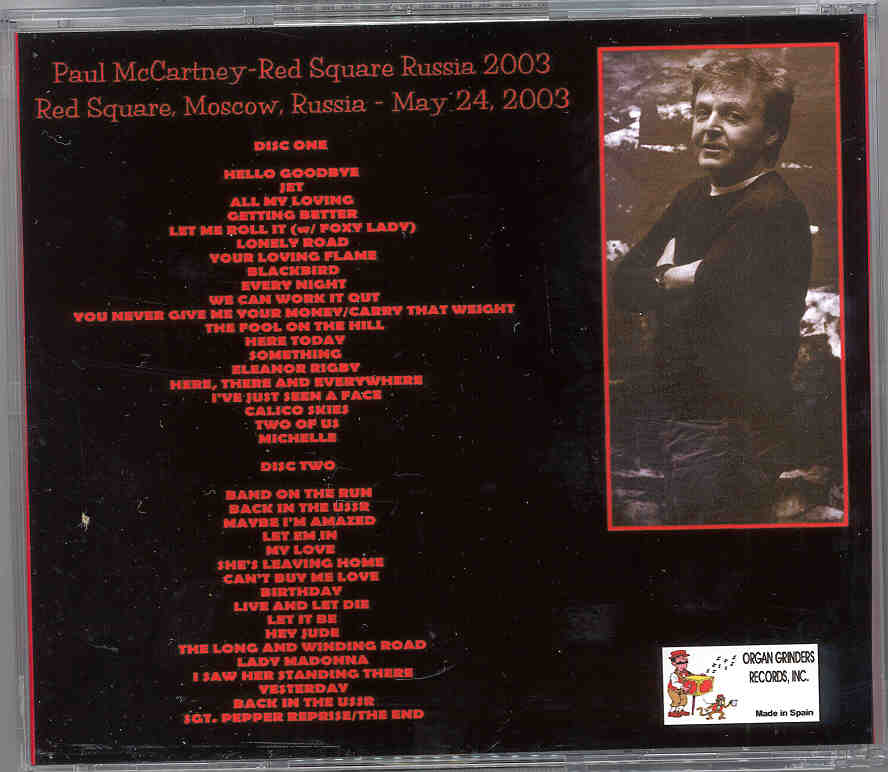 Paul McCartney-Red Square Russia 2003
Red Square, Moscow, Russia - May 24, 2003
DISC ONE
HELLO GOODBYE
JET
ALL MY LOVING
GETTING BETTER
LET ME ROLL IT (w/ FOXY LADY)
LONELY ROAD
YOUR LOVING FLAME
BLACKBIRD
EVERY NIGHT
WE CAN WORK IT OUT
YOU NEVER GIVE ME YOUR MONEY/CARRY THAT WEIGHT
THE FOOL ON THE HILL
HERE TODAY
SOMETHING
ELEANOR RIGBY
HERE, THERE AND EVERYWHERE
I'VE JUST SEEN A FACE
CALICO SKIES
TWO OF US
MICHELLE
DISC TWO
BAND ON THE RUN
BACK IN THE USSR
MAYBE I'M AMAZED
LET EM IN
MY LOVE
SHE'S LEAVING HOME
CAN'T BUY ME LOVE
BIRTHDAY
LIVE AND LET DIE
LET IT BE
HEY JUDE
THE LONG AND WINDING ROAD
LADY MADONNA
I SAW HER STANDING THERE
YESTERDAY
BACK IN THE USSR
SGT. PEPPER REPRISE/THE END
ORGAN GRINDERS
RECORDS, INC.
Made in Spain